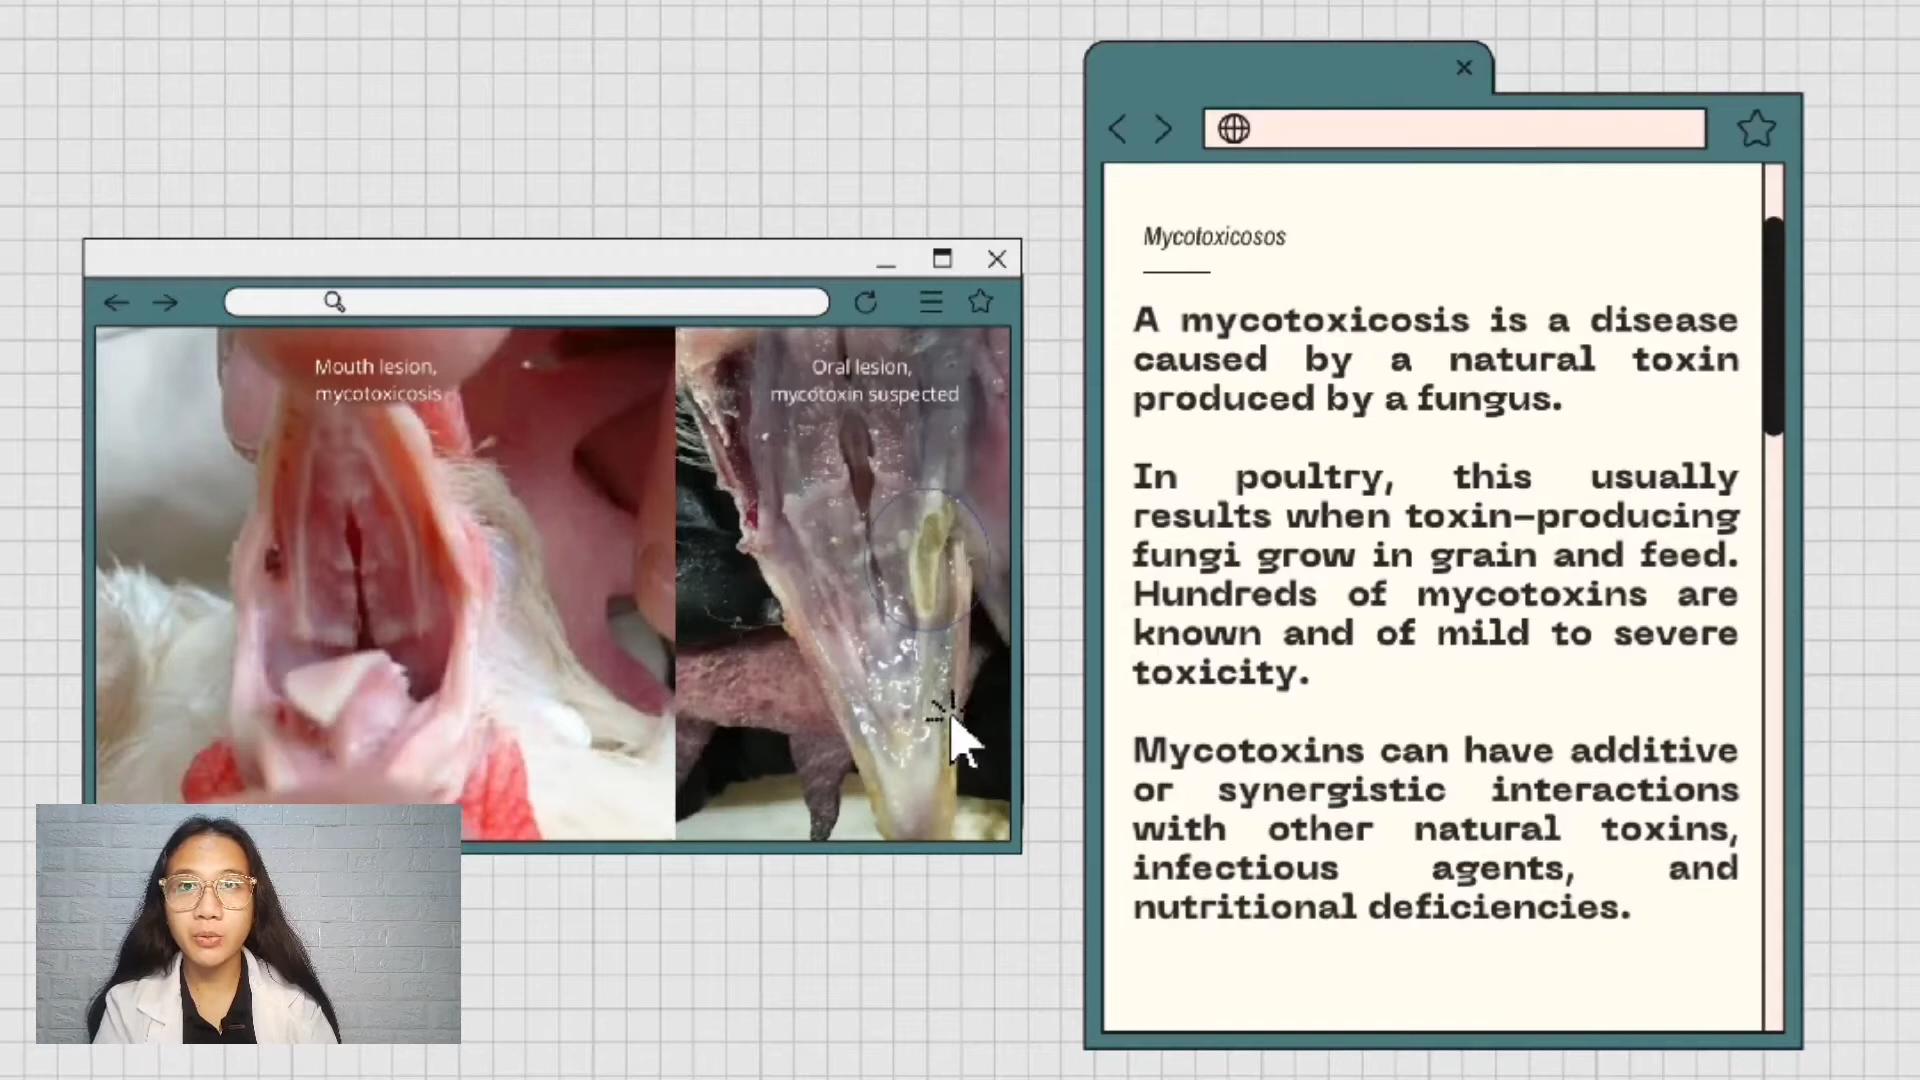 Mouth lesion,
mycotoxicosis
Oral lesion,
mycotoxin suspected
Mycotoxicosos
A mycotoxicosis is a disease
caused by a natural toxin
produced by a fungus.
In poultry, this usually
results when toxin-producing
fungi grow in grain and feed.
Hundreds of mycotoxins are
known and of mild to severe
toxicity.
Mycotoxins can have additive
or synergistic interactions
with other natural toxins,
infectious agents, and
nutritional deficiencies.